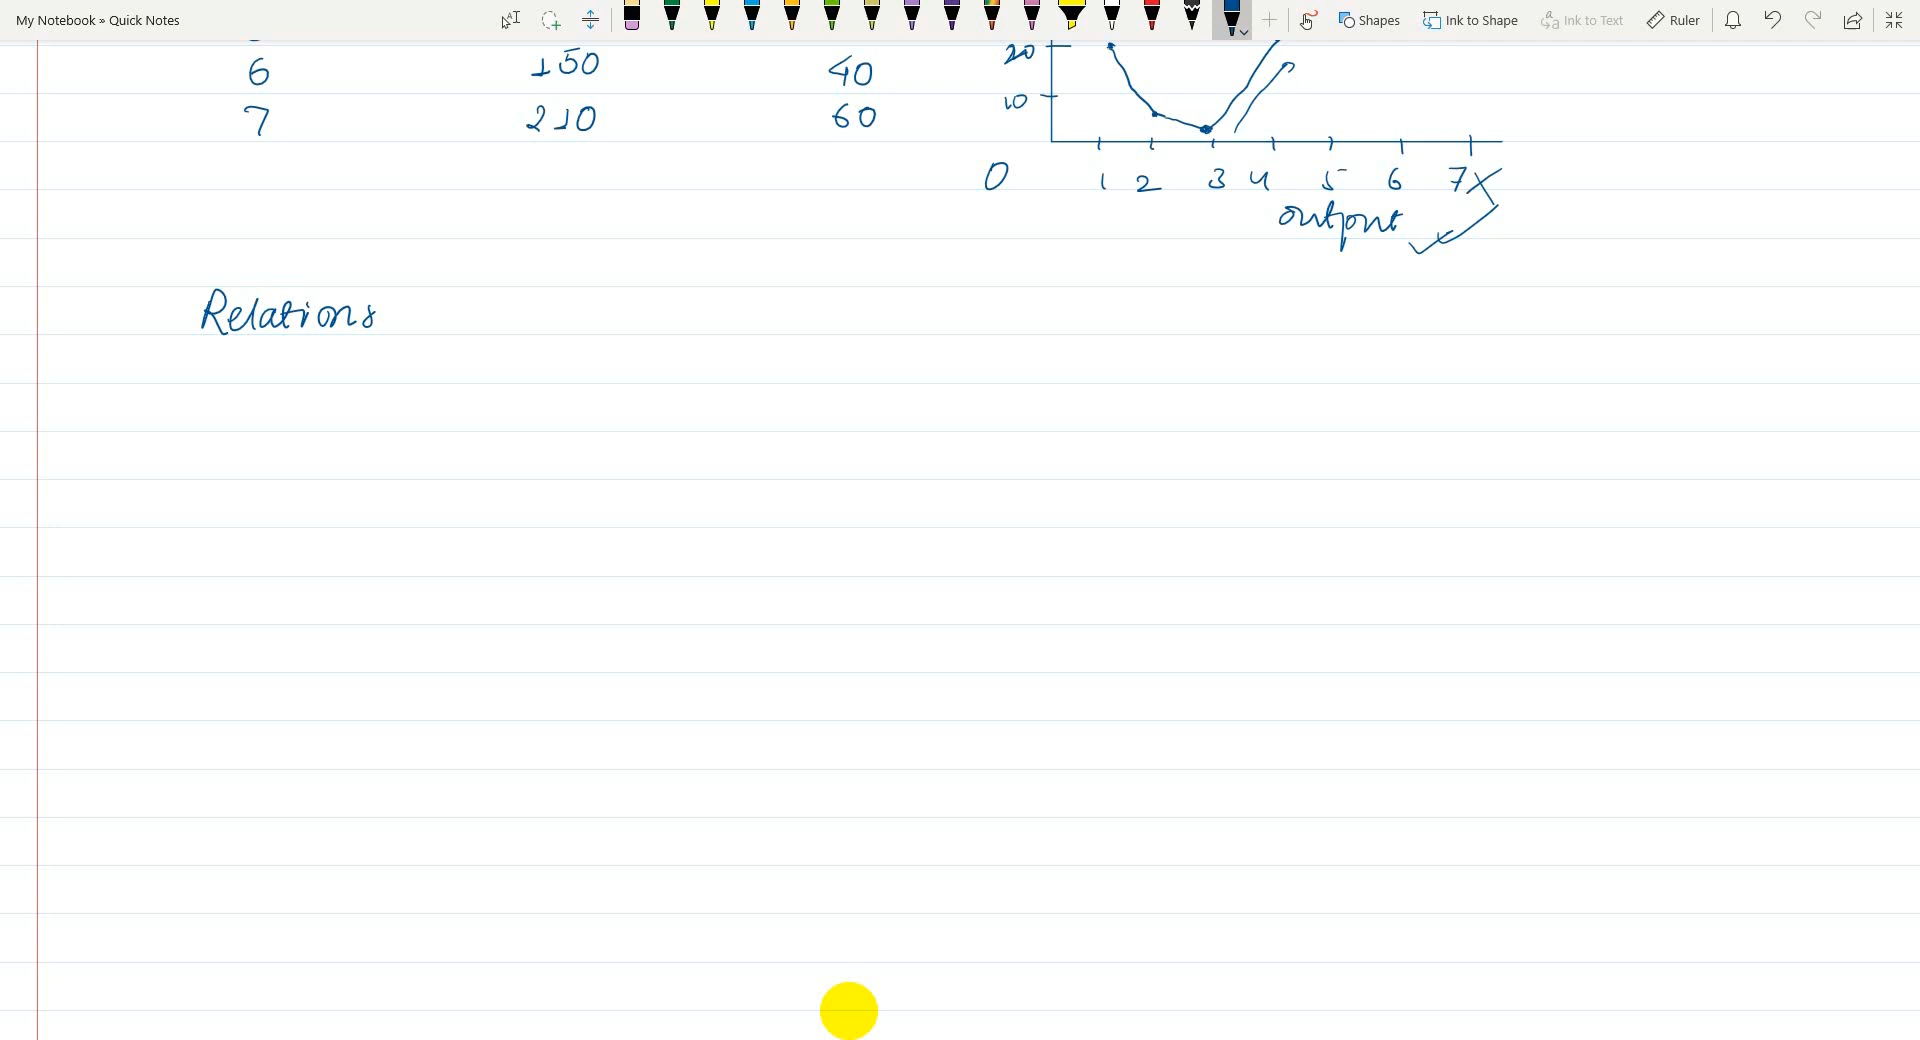 My Notebook » Quick Notes
Shapes
Ink to Shape
Ink to Text
Ruler
6 150 40
7 210 60
20
10
0 1 2 3 4 5 6 7 X
output
Relations